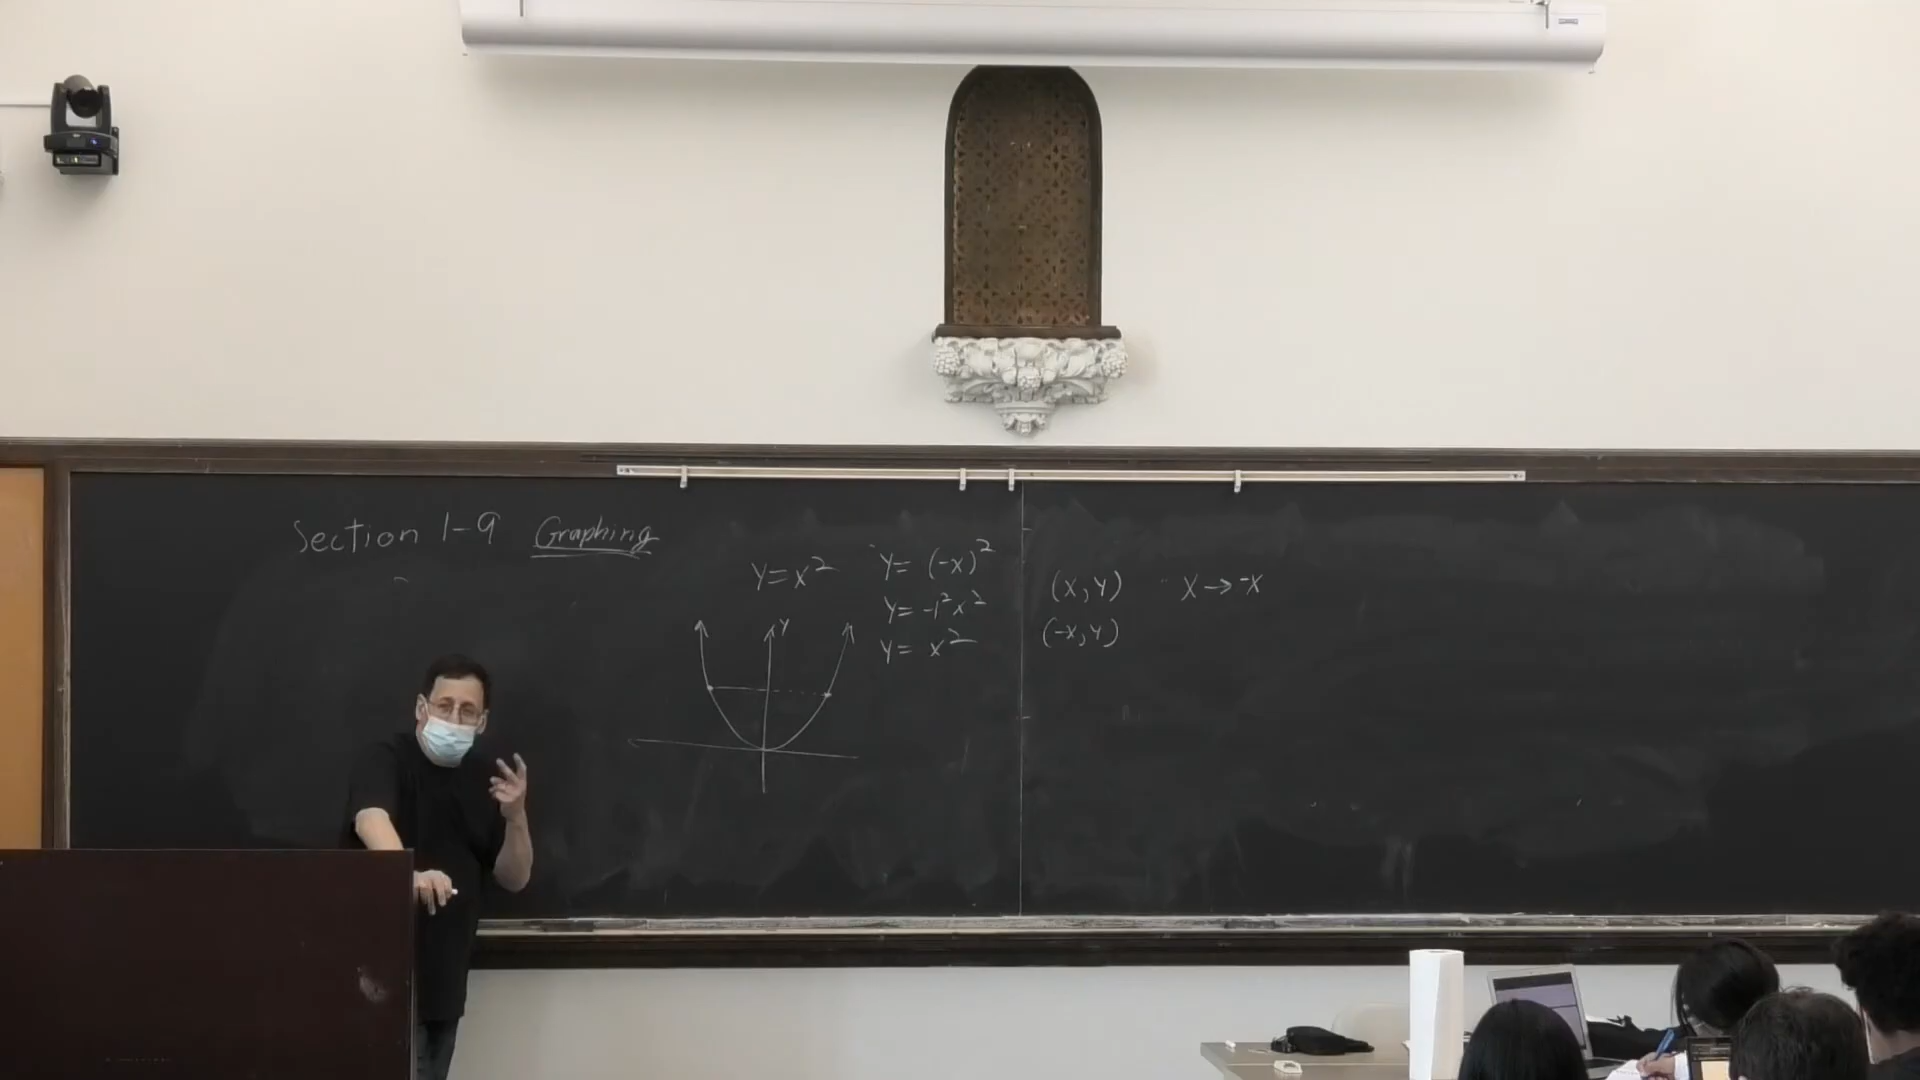 Section 1-9 Graphing
y = x²
y
y = (-x)²
y = -1²x²
y = x²
(x, y)
(-x, y)
x → -x